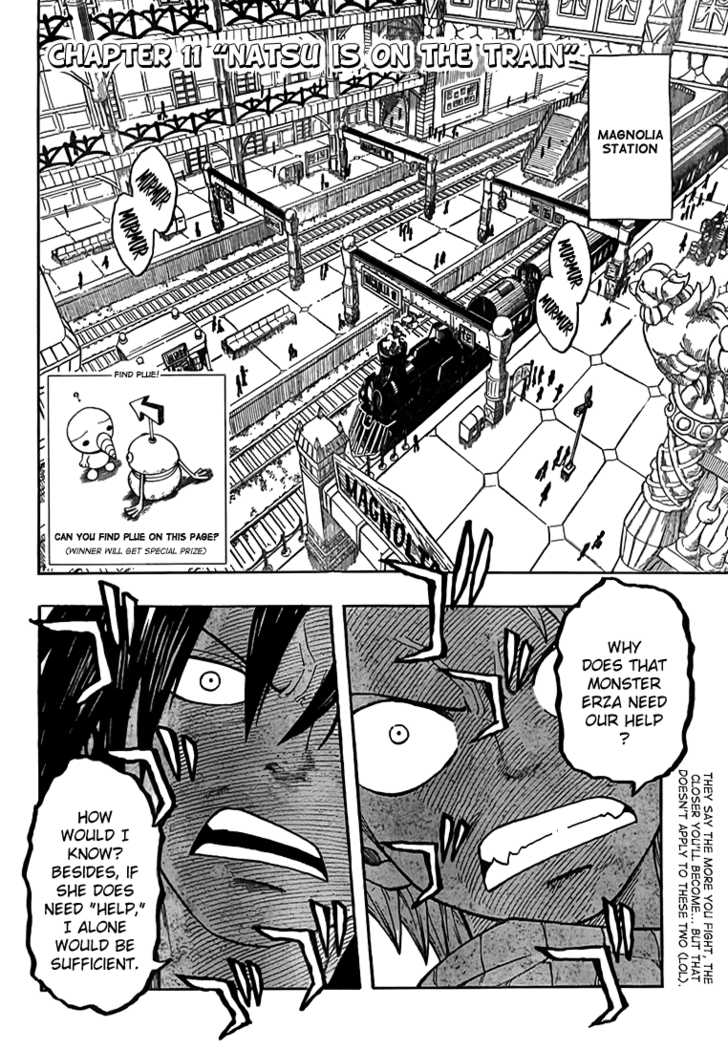 CHAPTER 11 "NATSU IS ON THE TRAIN"
MAGNOLIA
STATION
MURMUR
MURMUR
MURMUR
MURMUR
FIND PLUE!
?
CAN YOU FIND PLUE ON THIS PAGE?
(WINNER WILL GET SPECIAL PRIZE)
MAGNOLIA
WHY
DOES THAT
MONSTER
ERZA NEED
OUR HELP
?
THEY SAY THE MORE YOU FIGHT, THE
CLOSER YOU'LL BECOME... BUT THAT
DOESN'T APPLY TO THESE TWO (LOL).
HOW
WOULD I
KNOW?
BESIDES, IF
SHE DOES
NEED "HELP,"
I ALONE
WOULD BE
SUFFICIENT.